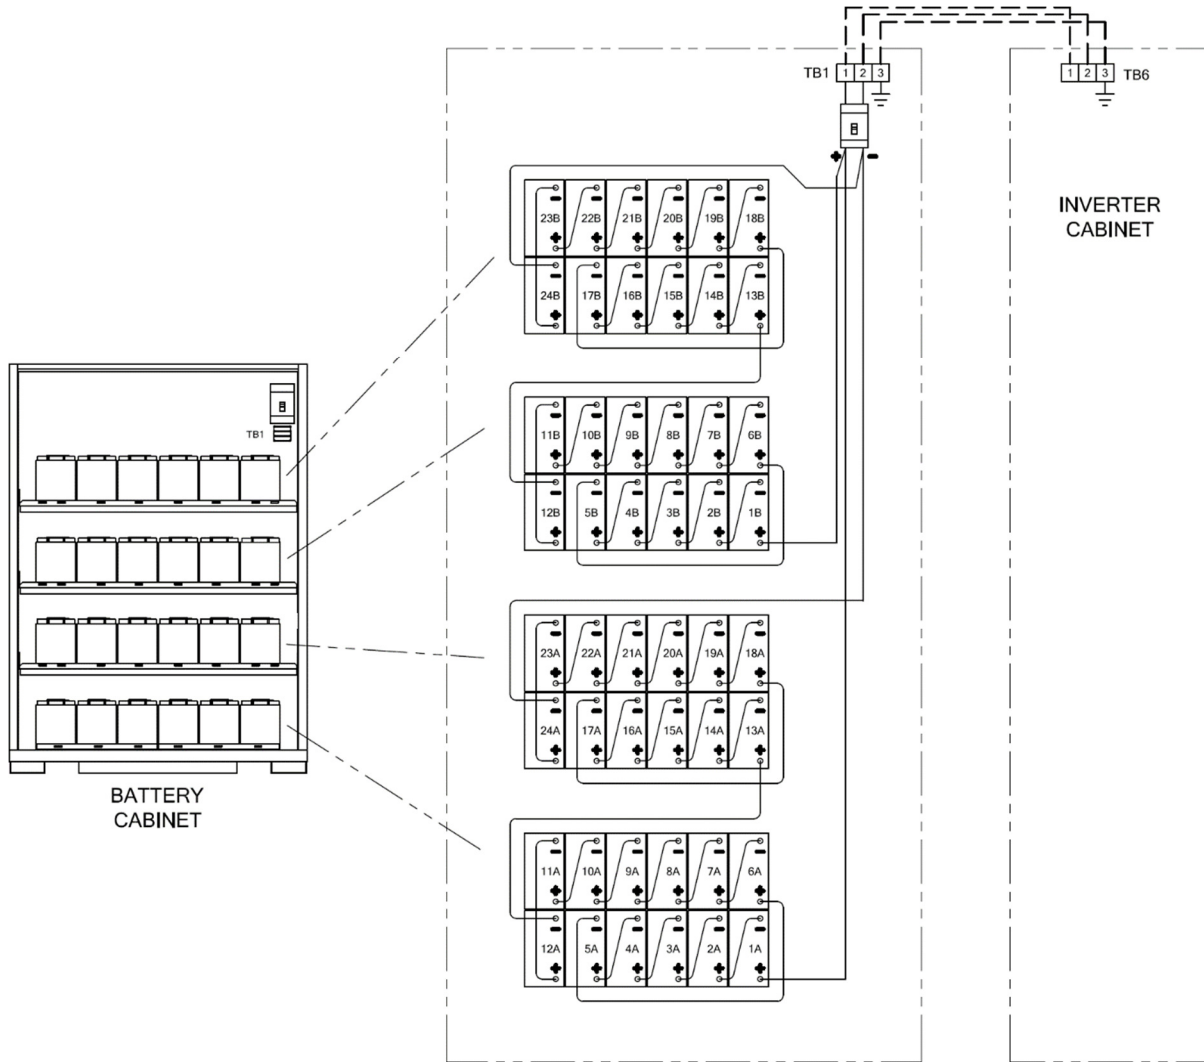 TB1 1 2 3
1 2 3 TB6
+ -
INVERTER
CABINET
23B 22B 21B 20B 19B 18B
24B 17B 16B 15B 14B 13B
TB1
11B 10B 9B 8B 7B 6B
12B 5B 4B 3B 2B 1B
23A 22A 21A 20A 19A 18A
24A 17A 16A 15A 14A 13A
BATTERY
CABINET
11A 10A 9A 8A 7A 6A
12A 5A 4A 3A 2A 1A